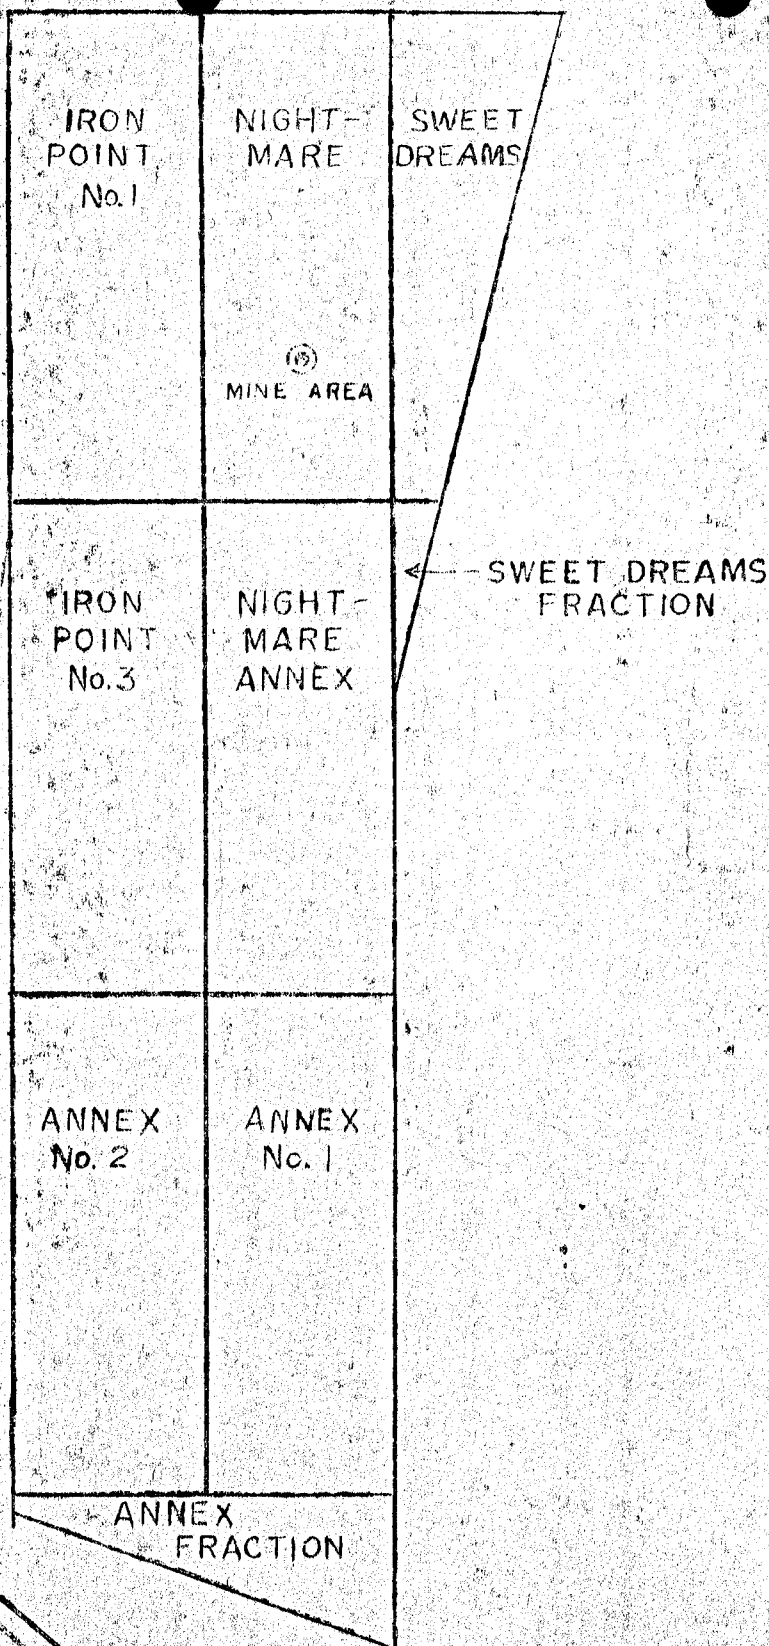 IRON
POINT
No. 1
NIGHT-
MARE
SWEET
DREAMS
MINE AREA
IRON
POINT
No. 3
NIGHT-
MARE
ANNEX
SWEET DREAMS
FRACTION
ANNEX
No. 2
ANNEX
No. 1
ANNEX
FRACTION